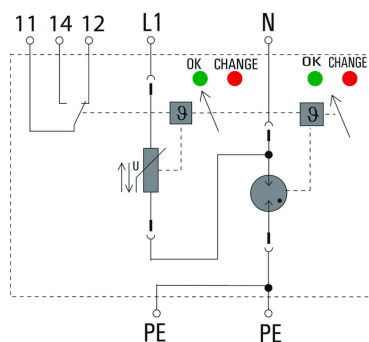 11 14 12 L1 N
OK CHANGE OK CHANGE
ϑ ϑ
U
PE PE